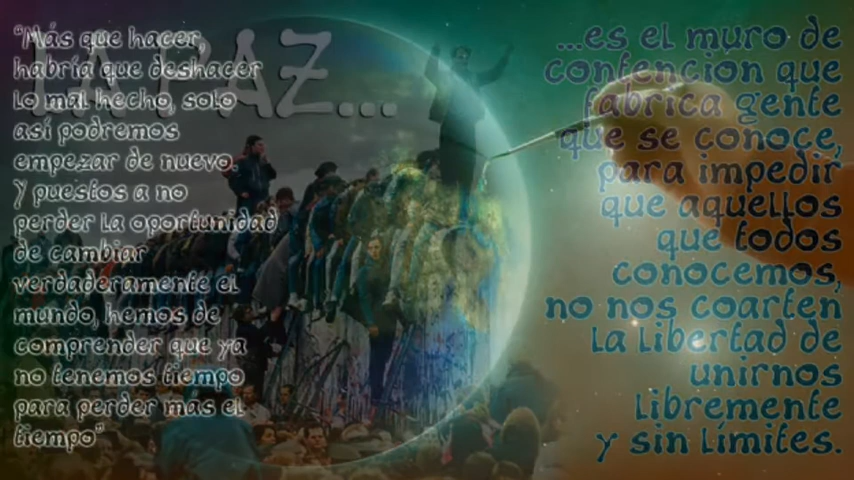 LA PAZ...
“Más que hacer,
habría que deshacer
lo mal hecho, solo
así podremos
empezar de nuevo.
Y puestos a no
perder la oportunidad
de cambiar
verdaderamente el
mundo, hemos de
comprender que ya
no tenemos tiempo
para perder más el
tiempo”
...es el muro de
contención que
fabrica gente
que se conoce,
para impedir
que aquellos
que todos
conocemos,
no nos coarten
la libertad de
unirnos
libremente
y sin límites.